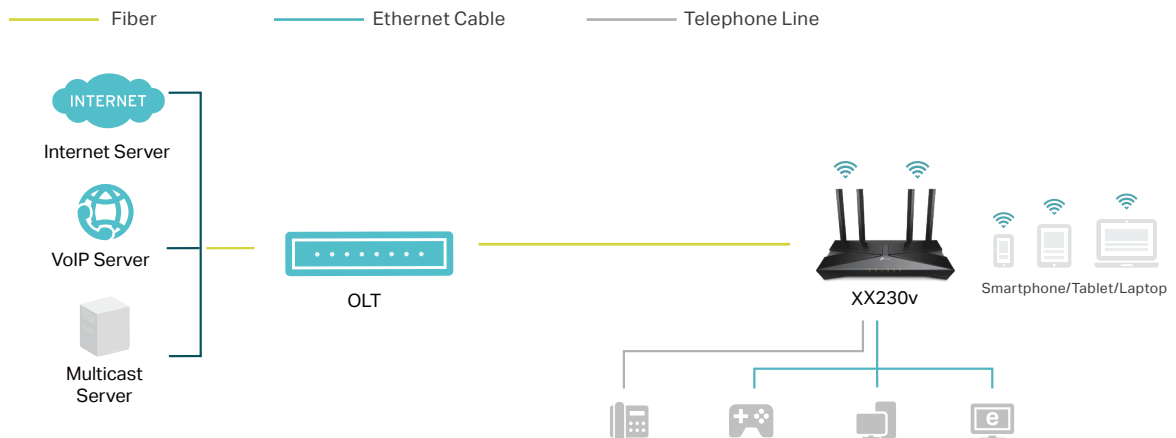 Fiber
Ethernet Cable
Telephone Line
INTERNET
Internet Server
VoIP Server
Multicast
Server
OLT
XX230v
Smartphone/Tablet/Laptop
e